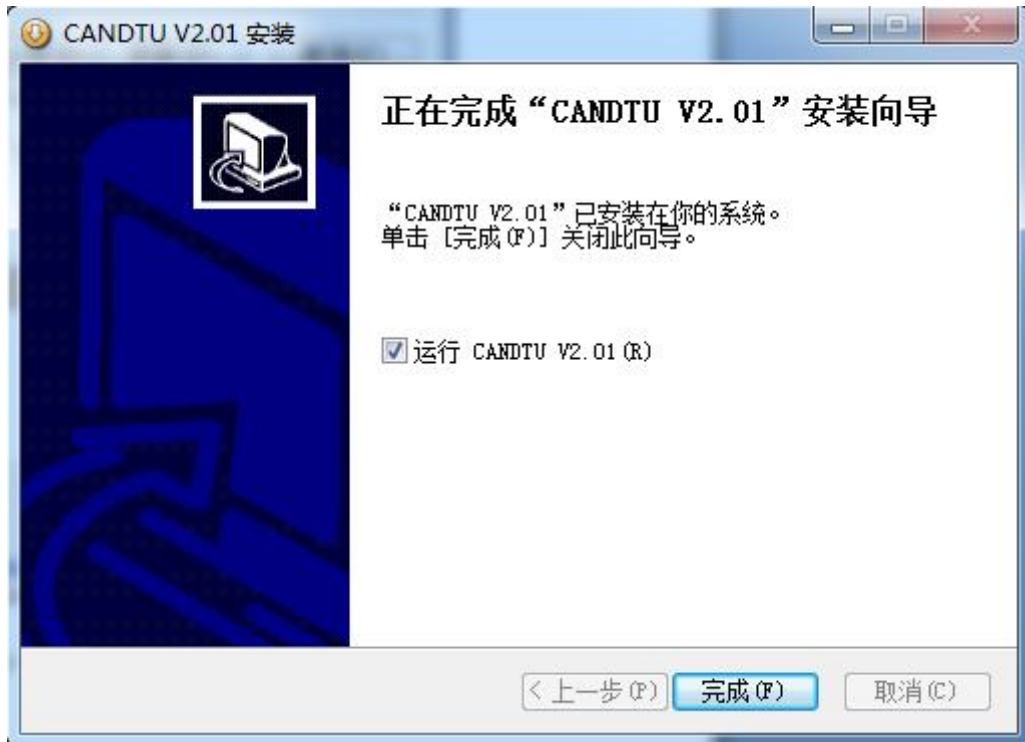 CANDTU V2.01 安装
正在完成“CANDTU V2.01”安装向导
“CANDTU V2.01”已安装在你的系统。
单击 [完成(F)] 关闭此向导。
运行 CANDTU V2.01(R)
<上一步(P) 完成(F) 取消(C)